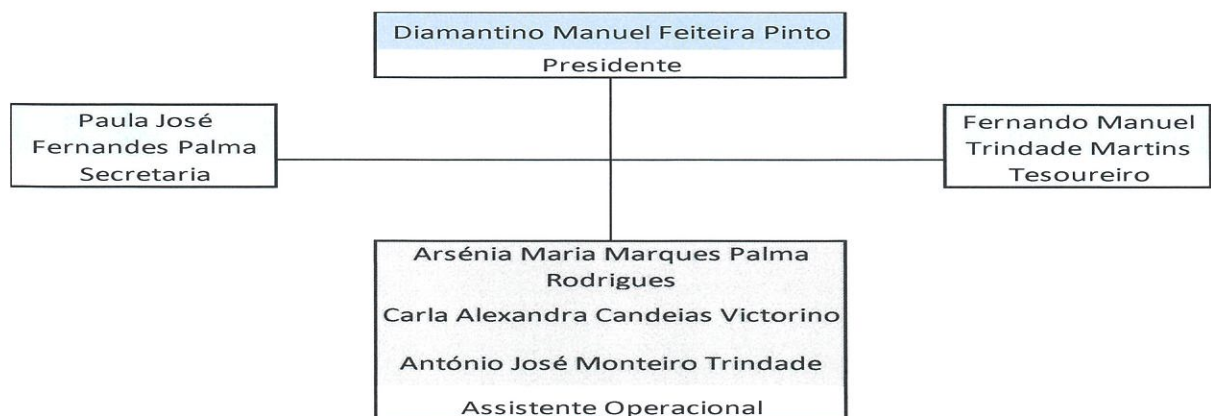 Diamantino Manuel Feiteira Pinto
Presidente
Paula José
Fernandes Palma
Secretaria
Fernando Manuel
Trindade Martins
Tesoureiro
Arsénia Maria Marques Palma
Rodrigues
Carla Alexandra Candeias Victorino
António José Monteiro Trindade
Assistente Operacional